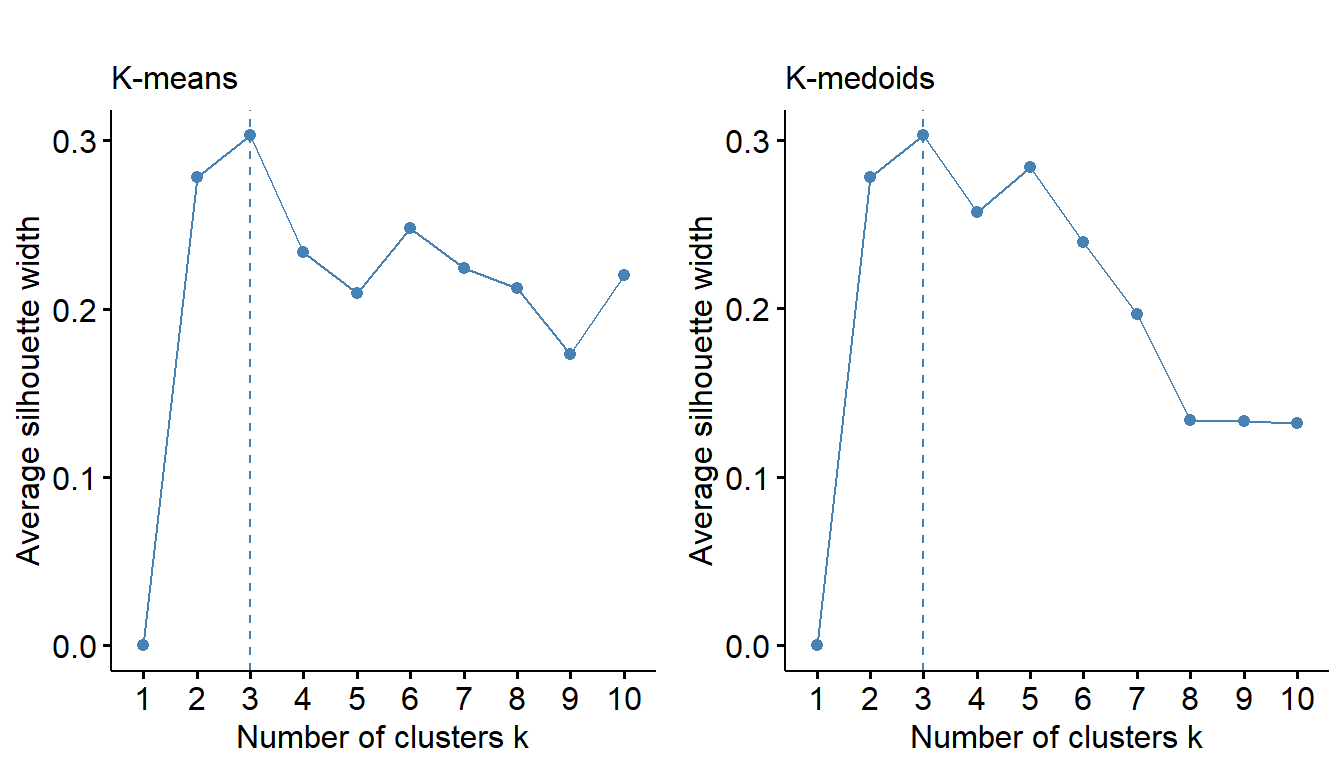 K-means
Average silhouette width
0.3
0.2
0.1
0.0
1 2 3 4 5 6 7 8 9 10
Number of clusters k
K-medoids
Average silhouette width
0.3
0.2
0.1
0.0
1 2 3 4 5 6 7 8 9 10
Number of clusters k